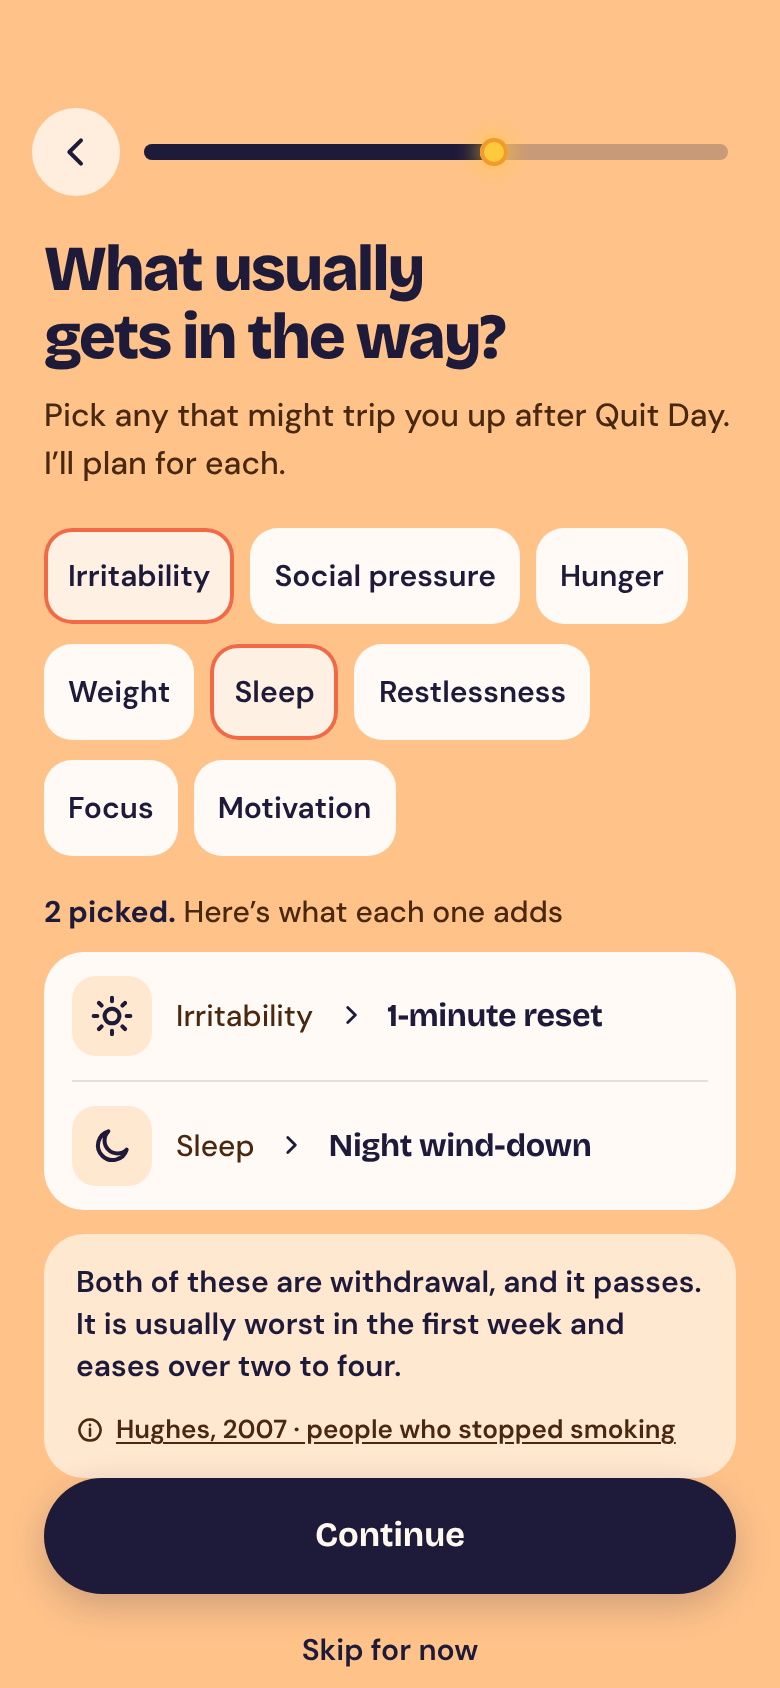 What usually
gets in the way?
Pick any that might trip you up after Quit Day.
I’ll plan for each.
Irritability
Social pressure
Hunger
Weight
Sleep
Restlessness
Focus
Motivation
2 picked. Here’s what each one adds
Irritability > 1-minute reset
Sleep > Night wind-down
Both of these are withdrawal, and it passes.
It is usually worst in the first week and
eases over two to four.
Hughes, 2007 · people who stopped smoking
Continue
Skip for now